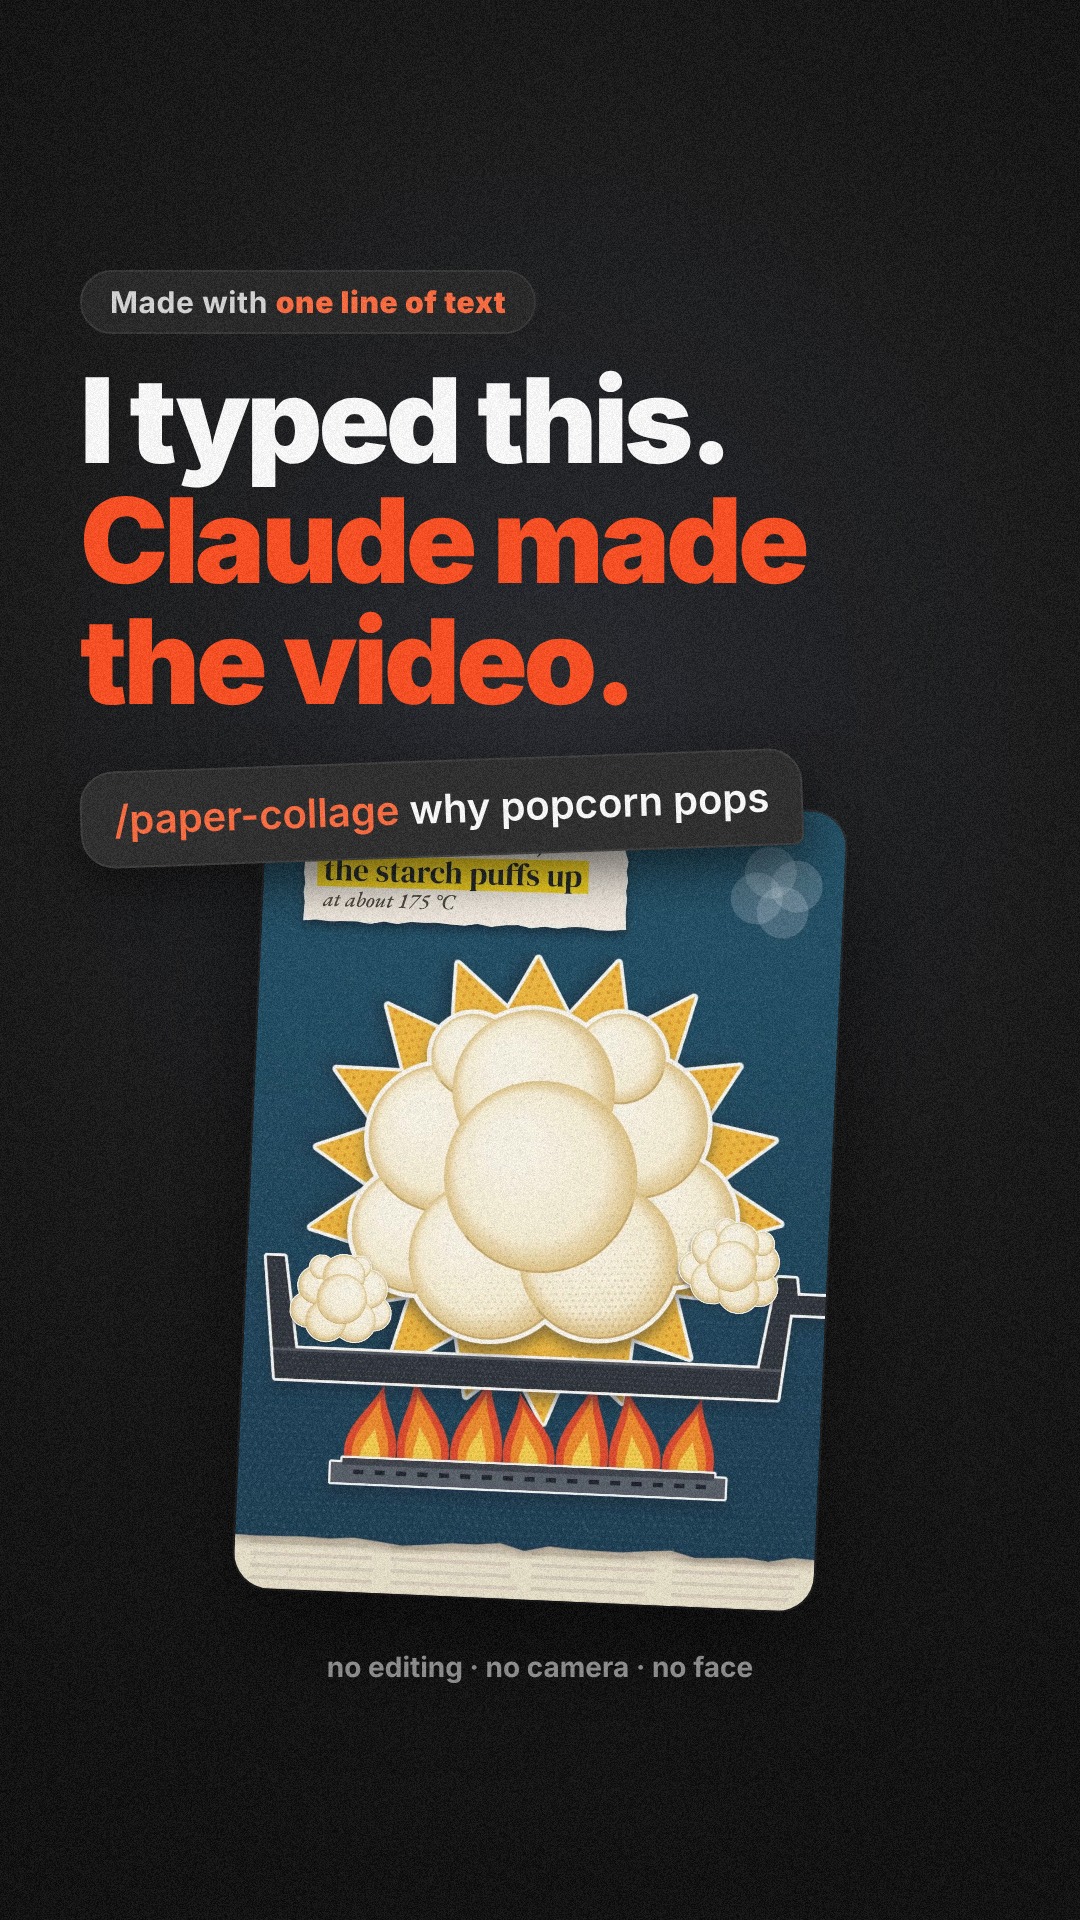 Made with one line of text
I typed this.
Claude made
the video.
/paper-collage why popcorn pops
the starch puffs up
at about 175 °C
no editing · no camera · no face